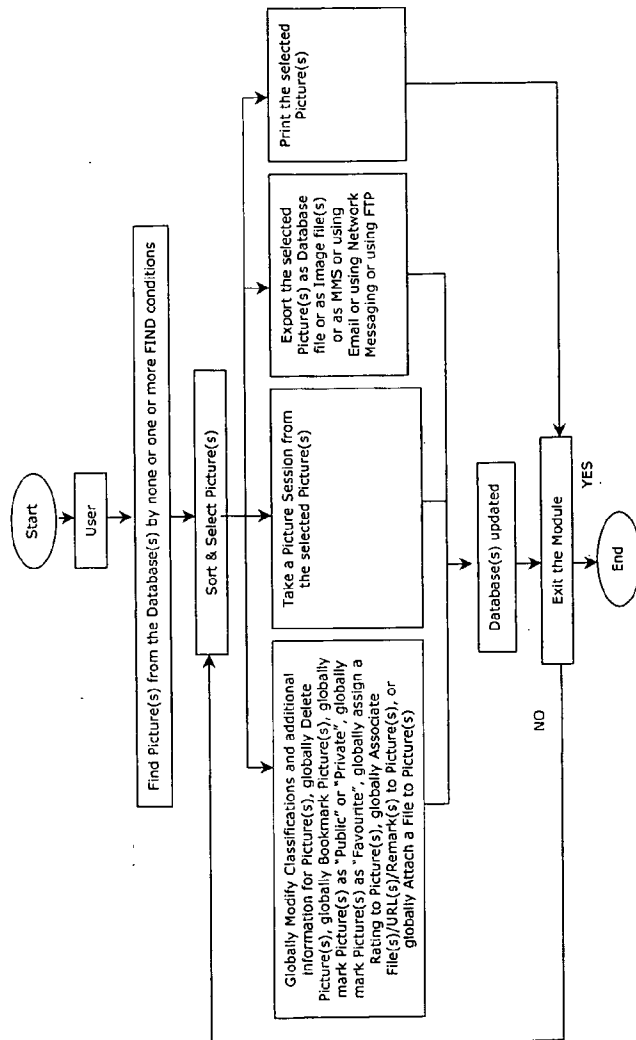 Start
User
Find Picture(s) from the Database(s) by none or one or more FIND conditions
Sort & Select Picture(s)
Globally Modify Classifications and additional
Information for Picture(s), globally Delete
Picture(s), globally Bookmark Picture(s), globally
mark Picture(s) as "Public" or "Private", globally
mark Picture(s) as "Favourite", globally assign a
Rating to Picture(s), globally Associate
File(s)/URL(s)/Remark(s) to Picture(s), or
globally Attach a File to Picture(s)
Take a Picture Session from
the selected Picture(s)
Export the selected
Picture(s) as Database
file or as Image file(s)
or as MMS or using
Email or using Network
Messaging or using FTP
Print the selected
Picture(s)
Database(s) updated
Exit the Module
NO
YES
End